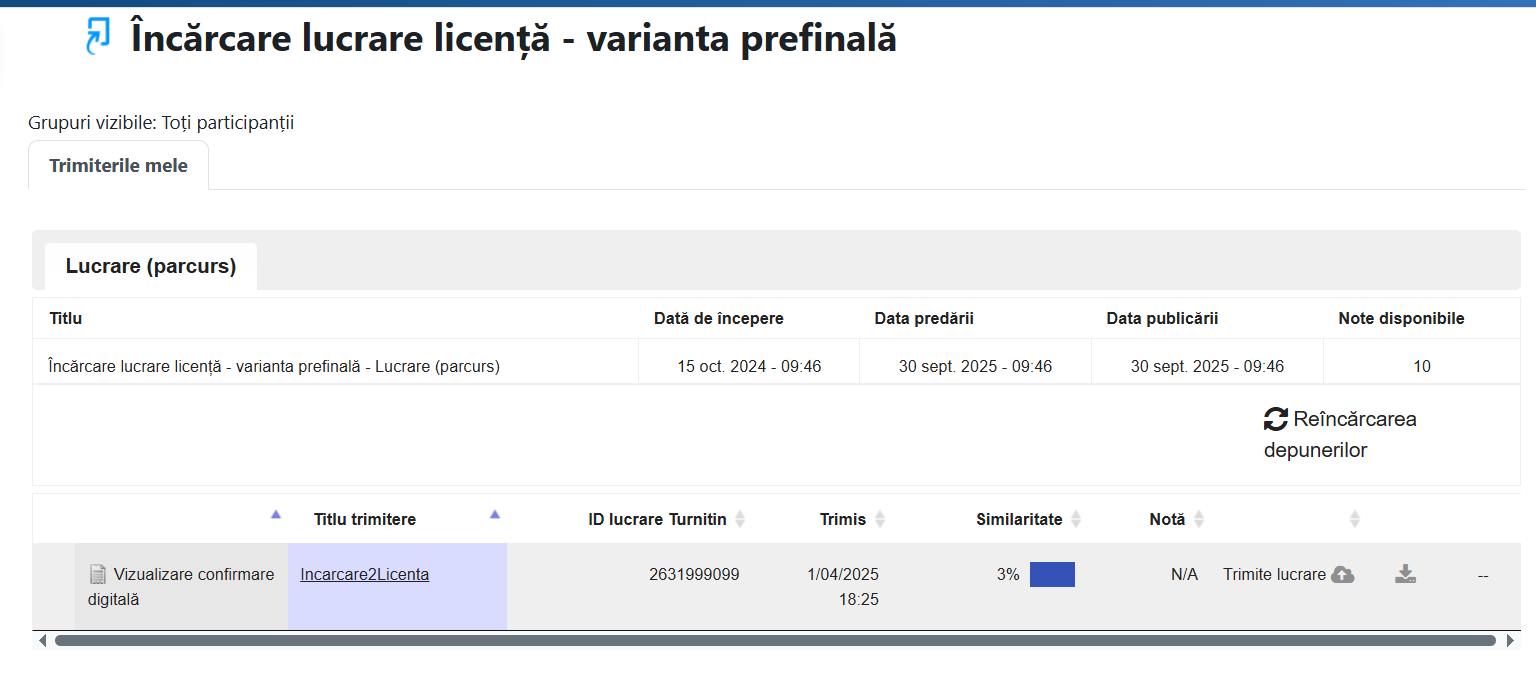 Încărcare lucrare licență - varianta prefinală
Grupuri vizibile: Toți participanții
Trimiterile mele
Lucrare (parcurs)
Titlu Dată de începere Data predării Data publicării Note disponibile
Încărcare lucrare licență - varianta prefinală - Lucrare (parcurs) 15 oct. 2024 - 09:46 30 sept. 2025 - 09:46 30 sept. 2025 - 09:46 10
Reîncărcarea
depunerilor
Titlu trimitere ID lucrare Turnitin Trimis Similaritate Notă
Vizualizare confirmare Incarcare2Licenta 2631999099 1/04/2025 3% N/A Trimite lucrare --
digitală 18:25